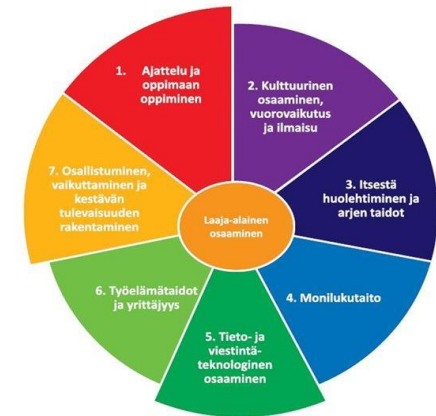 1. Ajattelu ja
oppimaan
oppiminen
2. Kulttuurinen
osaaminen,
vuorovaikutus
ja ilmaisu
3. Itsestä
huolehtiminen ja
arjen taidot
4. Monilukutaito
5. Tieto- ja
viestintä-
teknologinen
osaaminen
6. Työelämätaidot
ja yrittäjyys
7. Osallistuminen,
vaikuttaminen ja
kestävän
tulevaisuuden
rakentaminen
Laaja-alainen
osaaminen